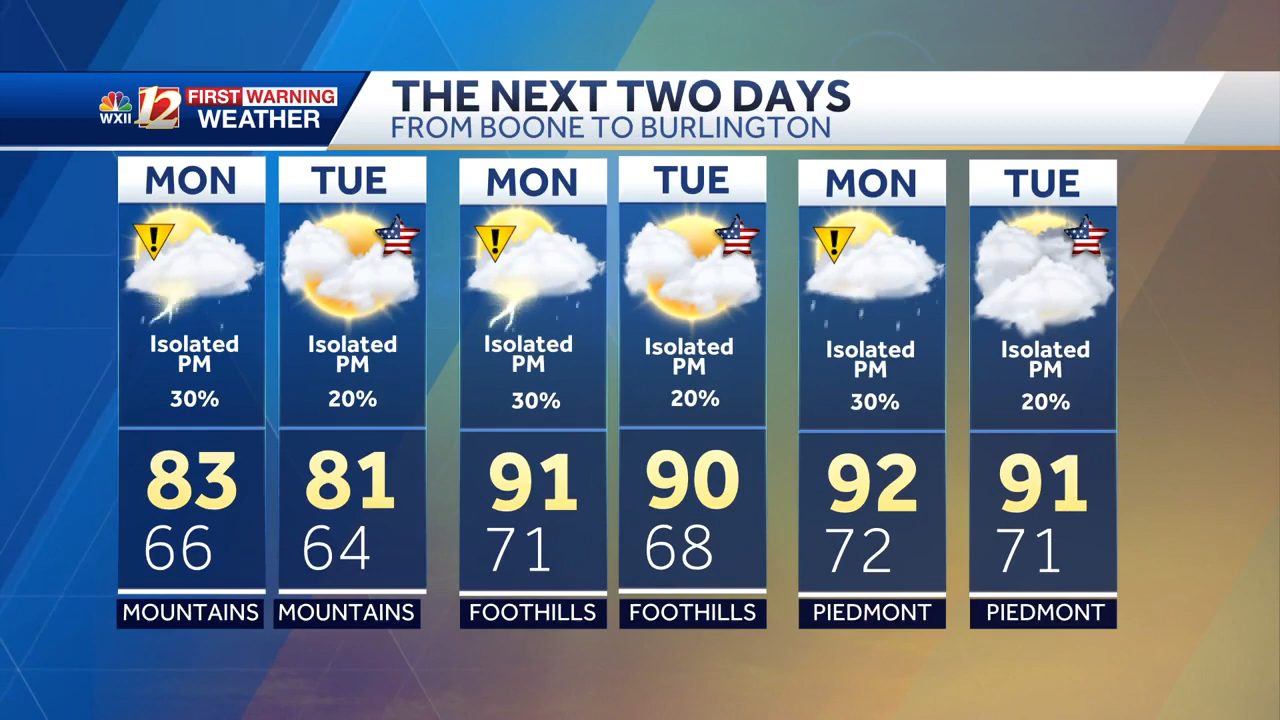 WXII 12 FIRST WARNING
WEATHER
THE NEXT TWO DAYS
FROM BOONE TO BURLINGTON
MON
!
Isolated
PM
30%
83
66
MOUNTAINS
TUE
Isolated
PM
20%
81
64
MOUNTAINS
MON
!
Isolated
PM
30%
91
71
FOOTHILLS
TUE
Isolated
PM
20%
90
68
FOOTHILLS
MON
!
Isolated
PM
30%
92
72
PIEDMONT
TUE
Isolated
PM
20%
91
71
PIEDMONT